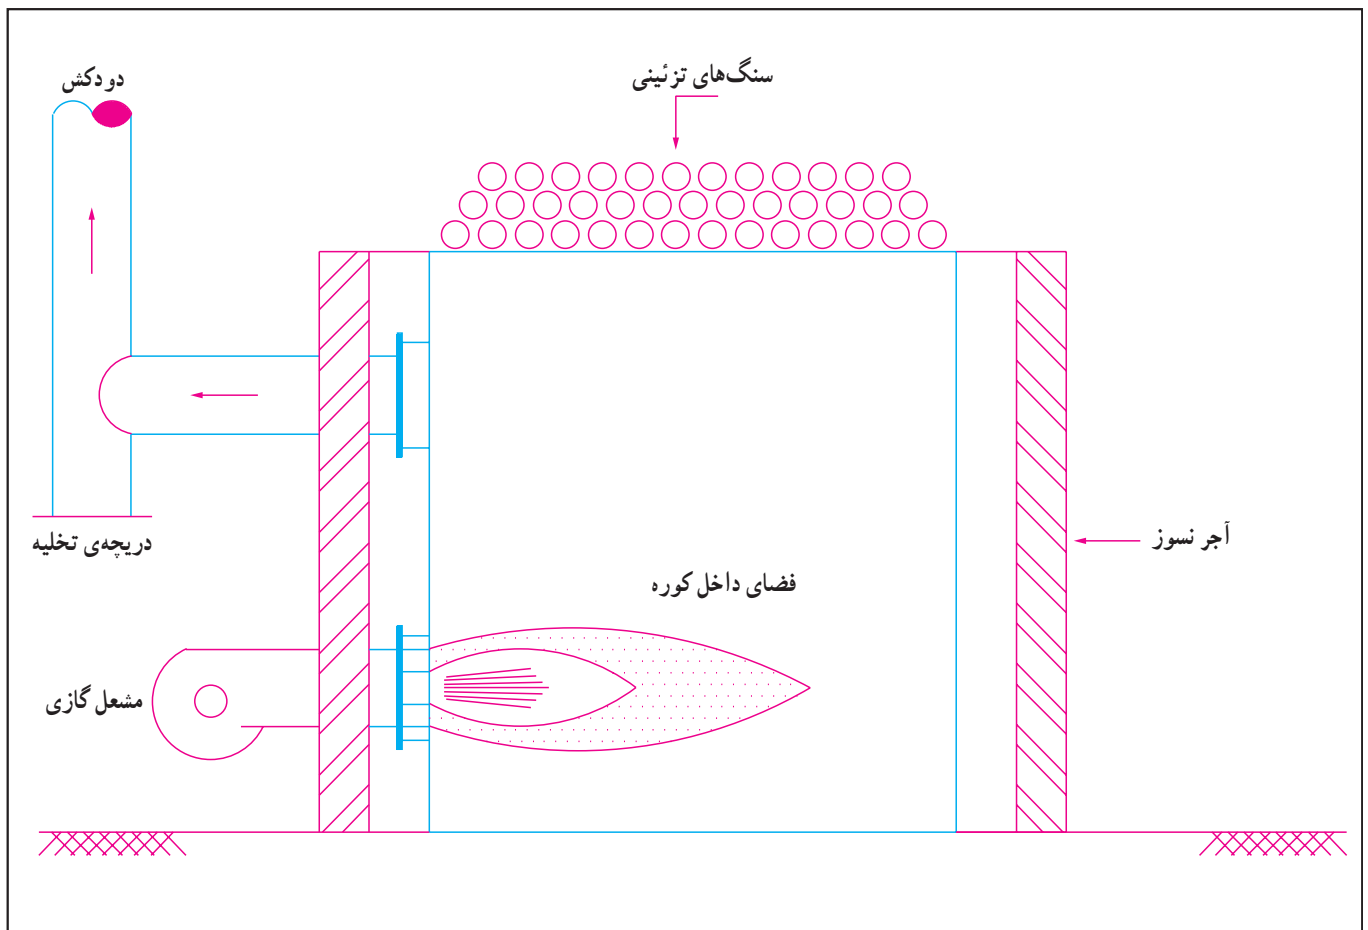 سنگ‌های تزئینی
دودکش
آجر نسوز
دریچه‌ی تخلیه
فضای داخل کوره
مشعل گازی